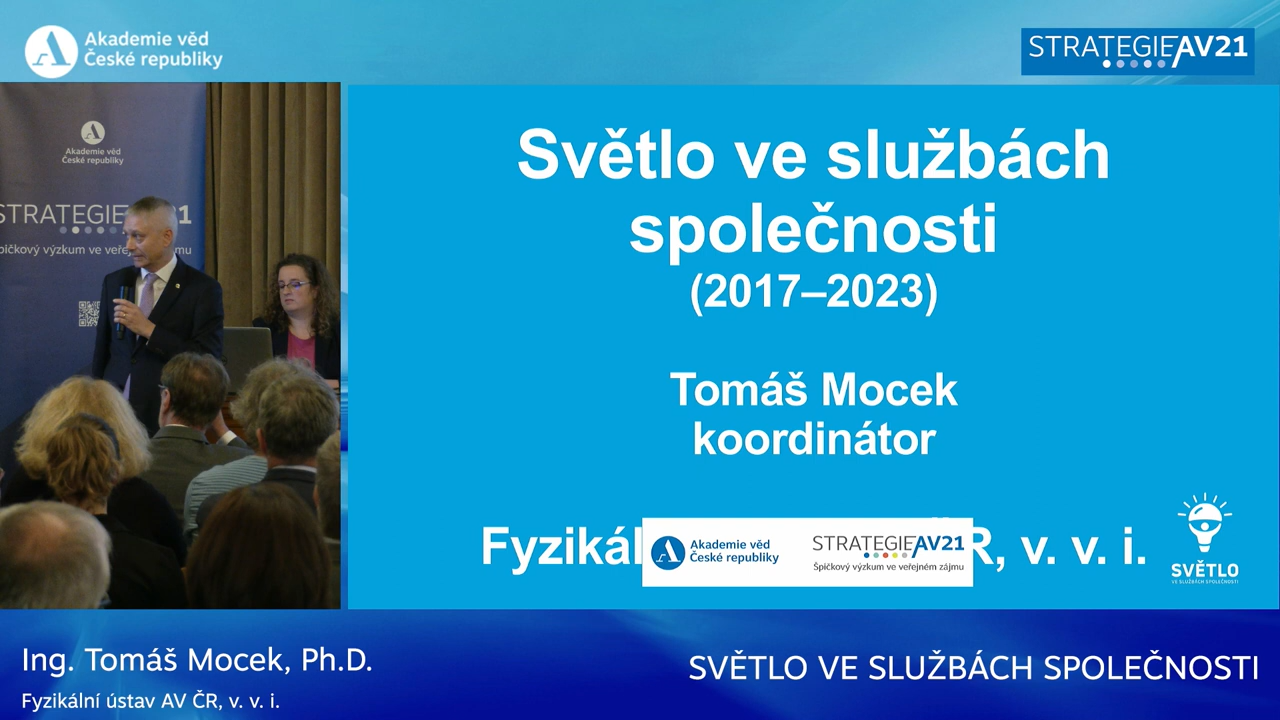 Akademie věd
České republiky
STRATEGIE AV21
Akademie věd
České republiky
STRATEGIE
1
výzkum ve veřejném zájmu
Světlo ve službách
společnosti
(2017–2023)
Tomáš Mocek
koordinátor
Fyzikál
R, v. v. i.
Akademie věd
České republiky
STRATEGIE AV21
Špičkový výzkum ve veřejném zájmu
SVĚTLO
VE SLUŽBÁCH SPOLEČNOSTI
Ing. Tomáš Mocek, Ph.D.
Fyzikální ústav AV ČR, v. v. i.
SVĚTLO VE SLUŽBÁCH SPOLEČNOSTI